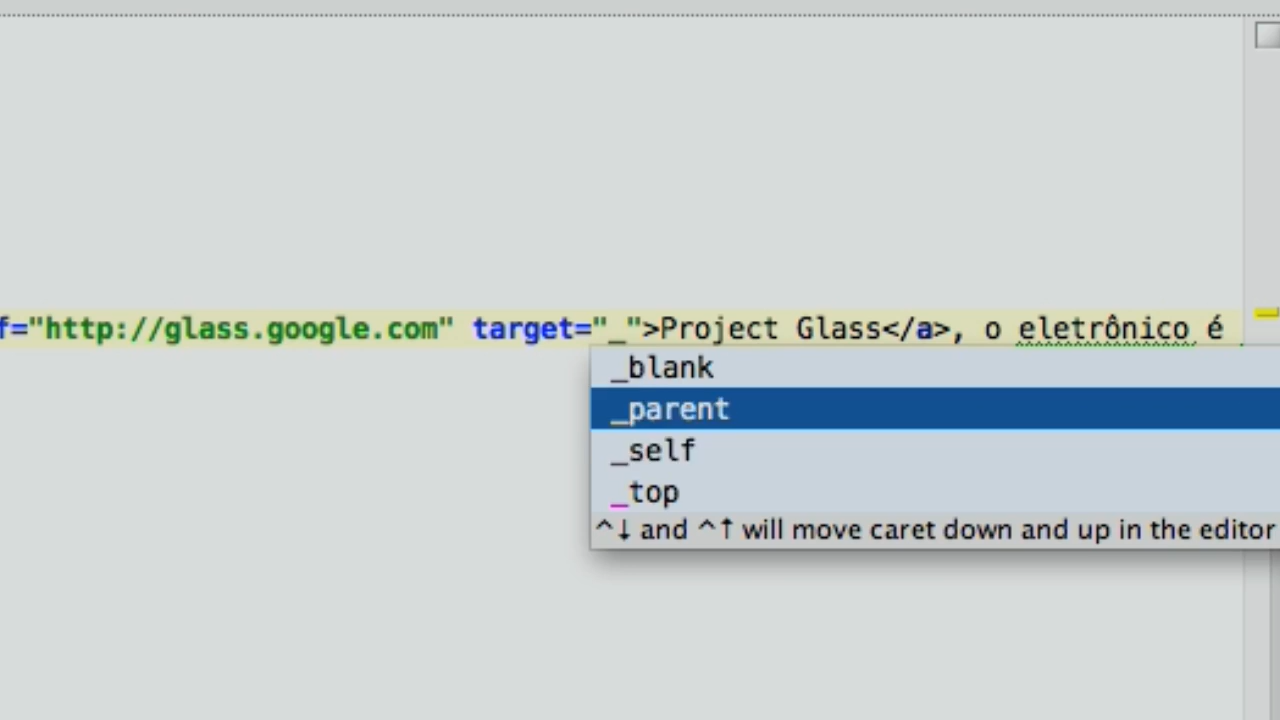 f="http://glass.google.com" target="_">Project Glass</a>, o eletrônico é
_blank
_parent
_self
_top
^↓ and ^↑ will move caret down and up in the editor